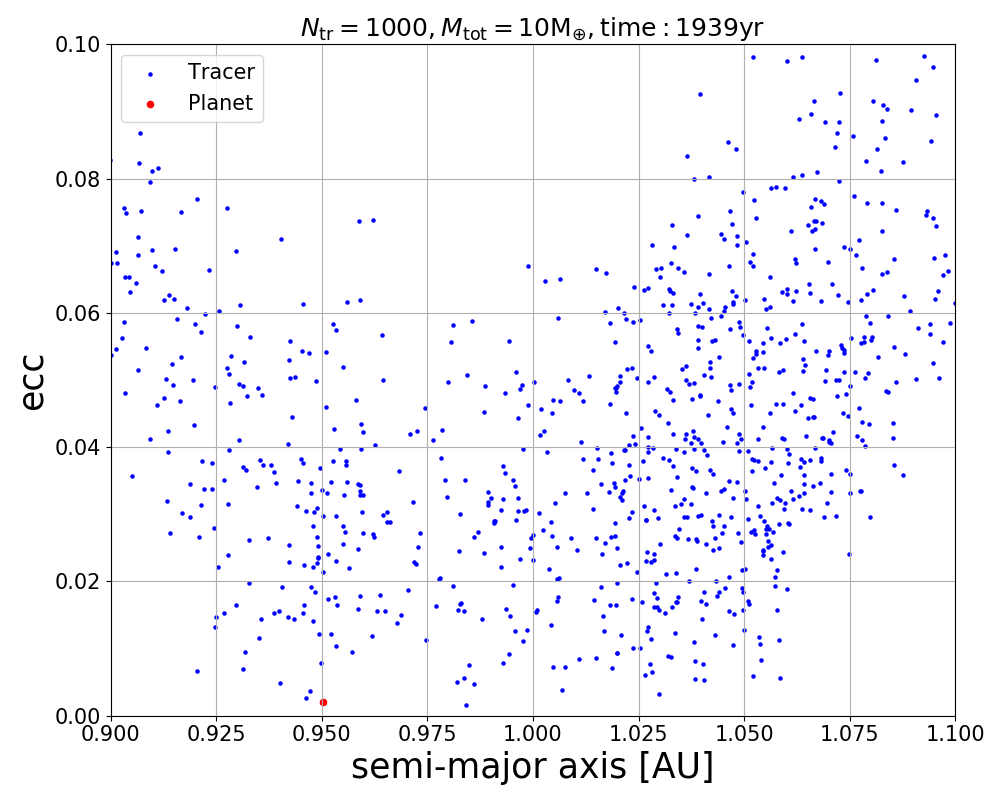 N_tr = 1000, M_tot = 10M_⊕, time : 1939yr
0.10
0.08
0.06
0.04
0.02
0.00
ecc
Tracer
Planet
0.900 0.925 0.950 0.975 1.000 1.025 1.050 1.075 1.100
semi-major axis [AU]